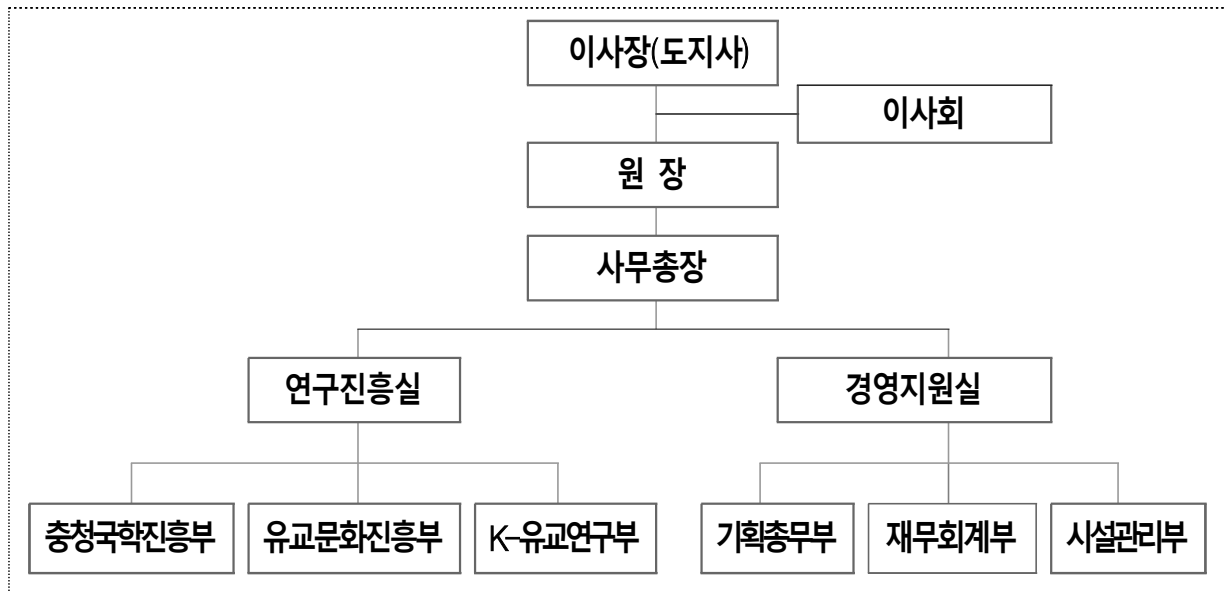 이사장(도지사)
이사회
원 장
사무총장
연구진흥실
경영지원실
충청국학진흥부
유교문화진흥부
K-유교연구부
기획총무부
재무회계부
시설관리부